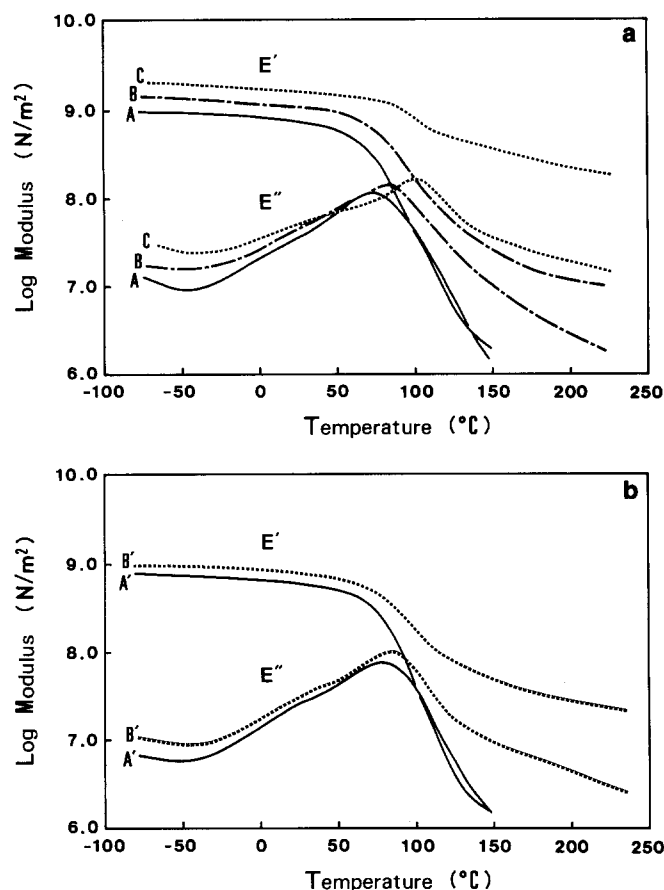 a
10.0
9.0
8.0
7.0
6.0
Log Modulus (N/m²)
C
B
A
E′
E″
C
B
A
-100
-50
0
50
100
150
200
250
Temperature (°C)
b
10.0
9.0
8.0
7.0
6.0
Log Modulus (N/m²)
B′
A′
E′
E″
B′
A′
-100
-50
0
50
100
150
200
250
Temperature (°C)